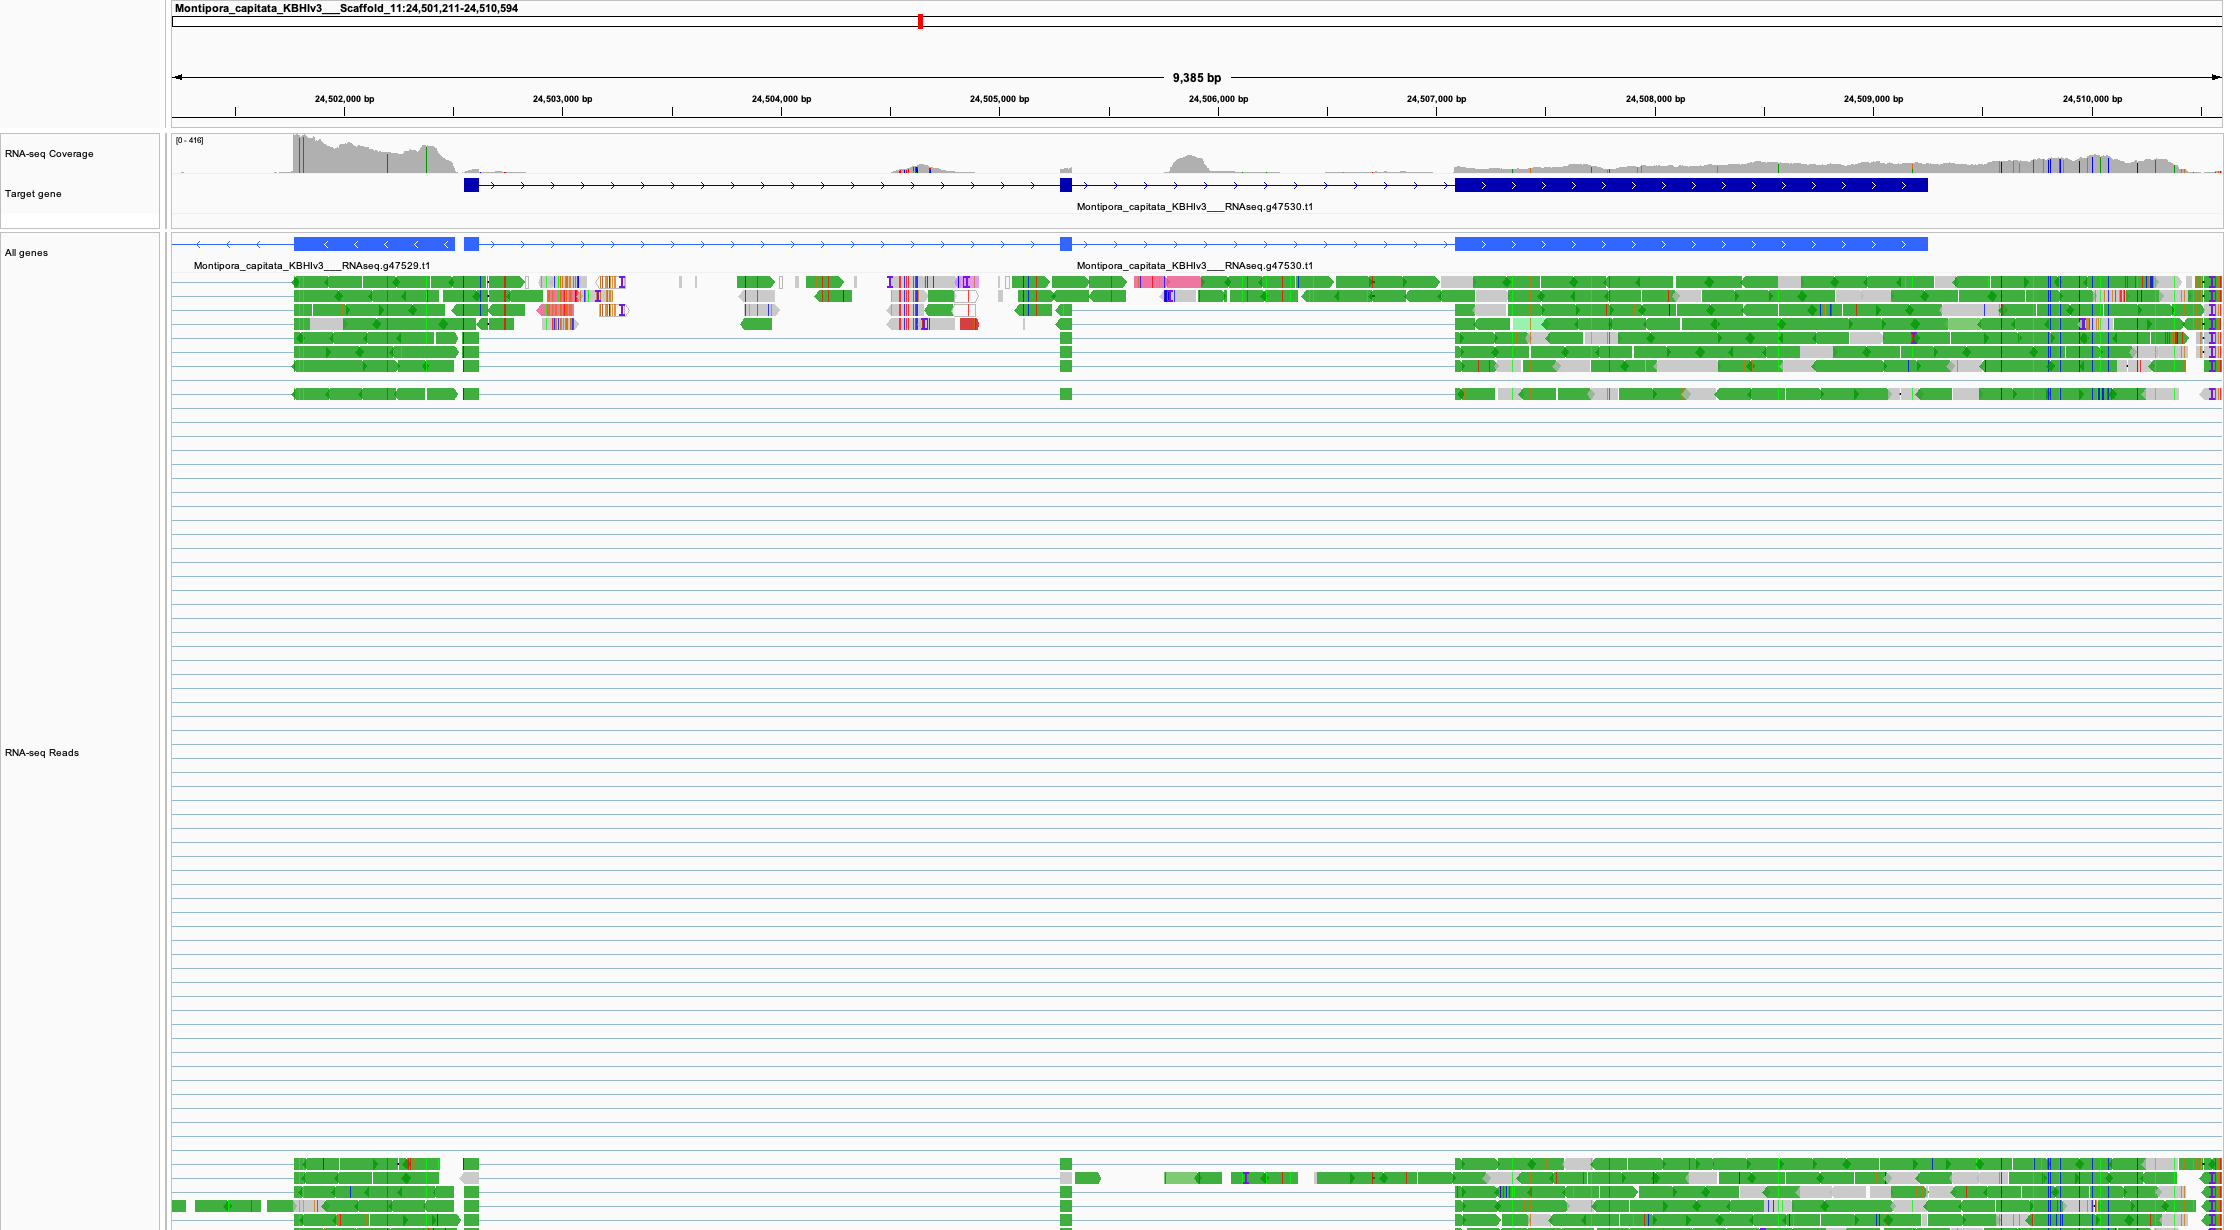 Montipora_capitata_KBHIv3___Scaffold_11:24,501,211-24,510,594
9,385 bp
24,502,000 bp 24,503,000 bp 24,504,000 bp 24,505,000 bp 24,506,000 bp 24,507,000 bp 24,508,000 bp 24,509,000 bp 24,510,000 bp
[0 - 416]
RNA-seq Coverage
Target gene
Montipora_capitata_KBHIv3___RNAseq.g47530.t1
All genes
Montipora_capitata_KBHIv3___RNAseq.g47529.t1 Montipora_capitata_KBHIv3___RNAseq.g47530.t1
RNA-seq Reads